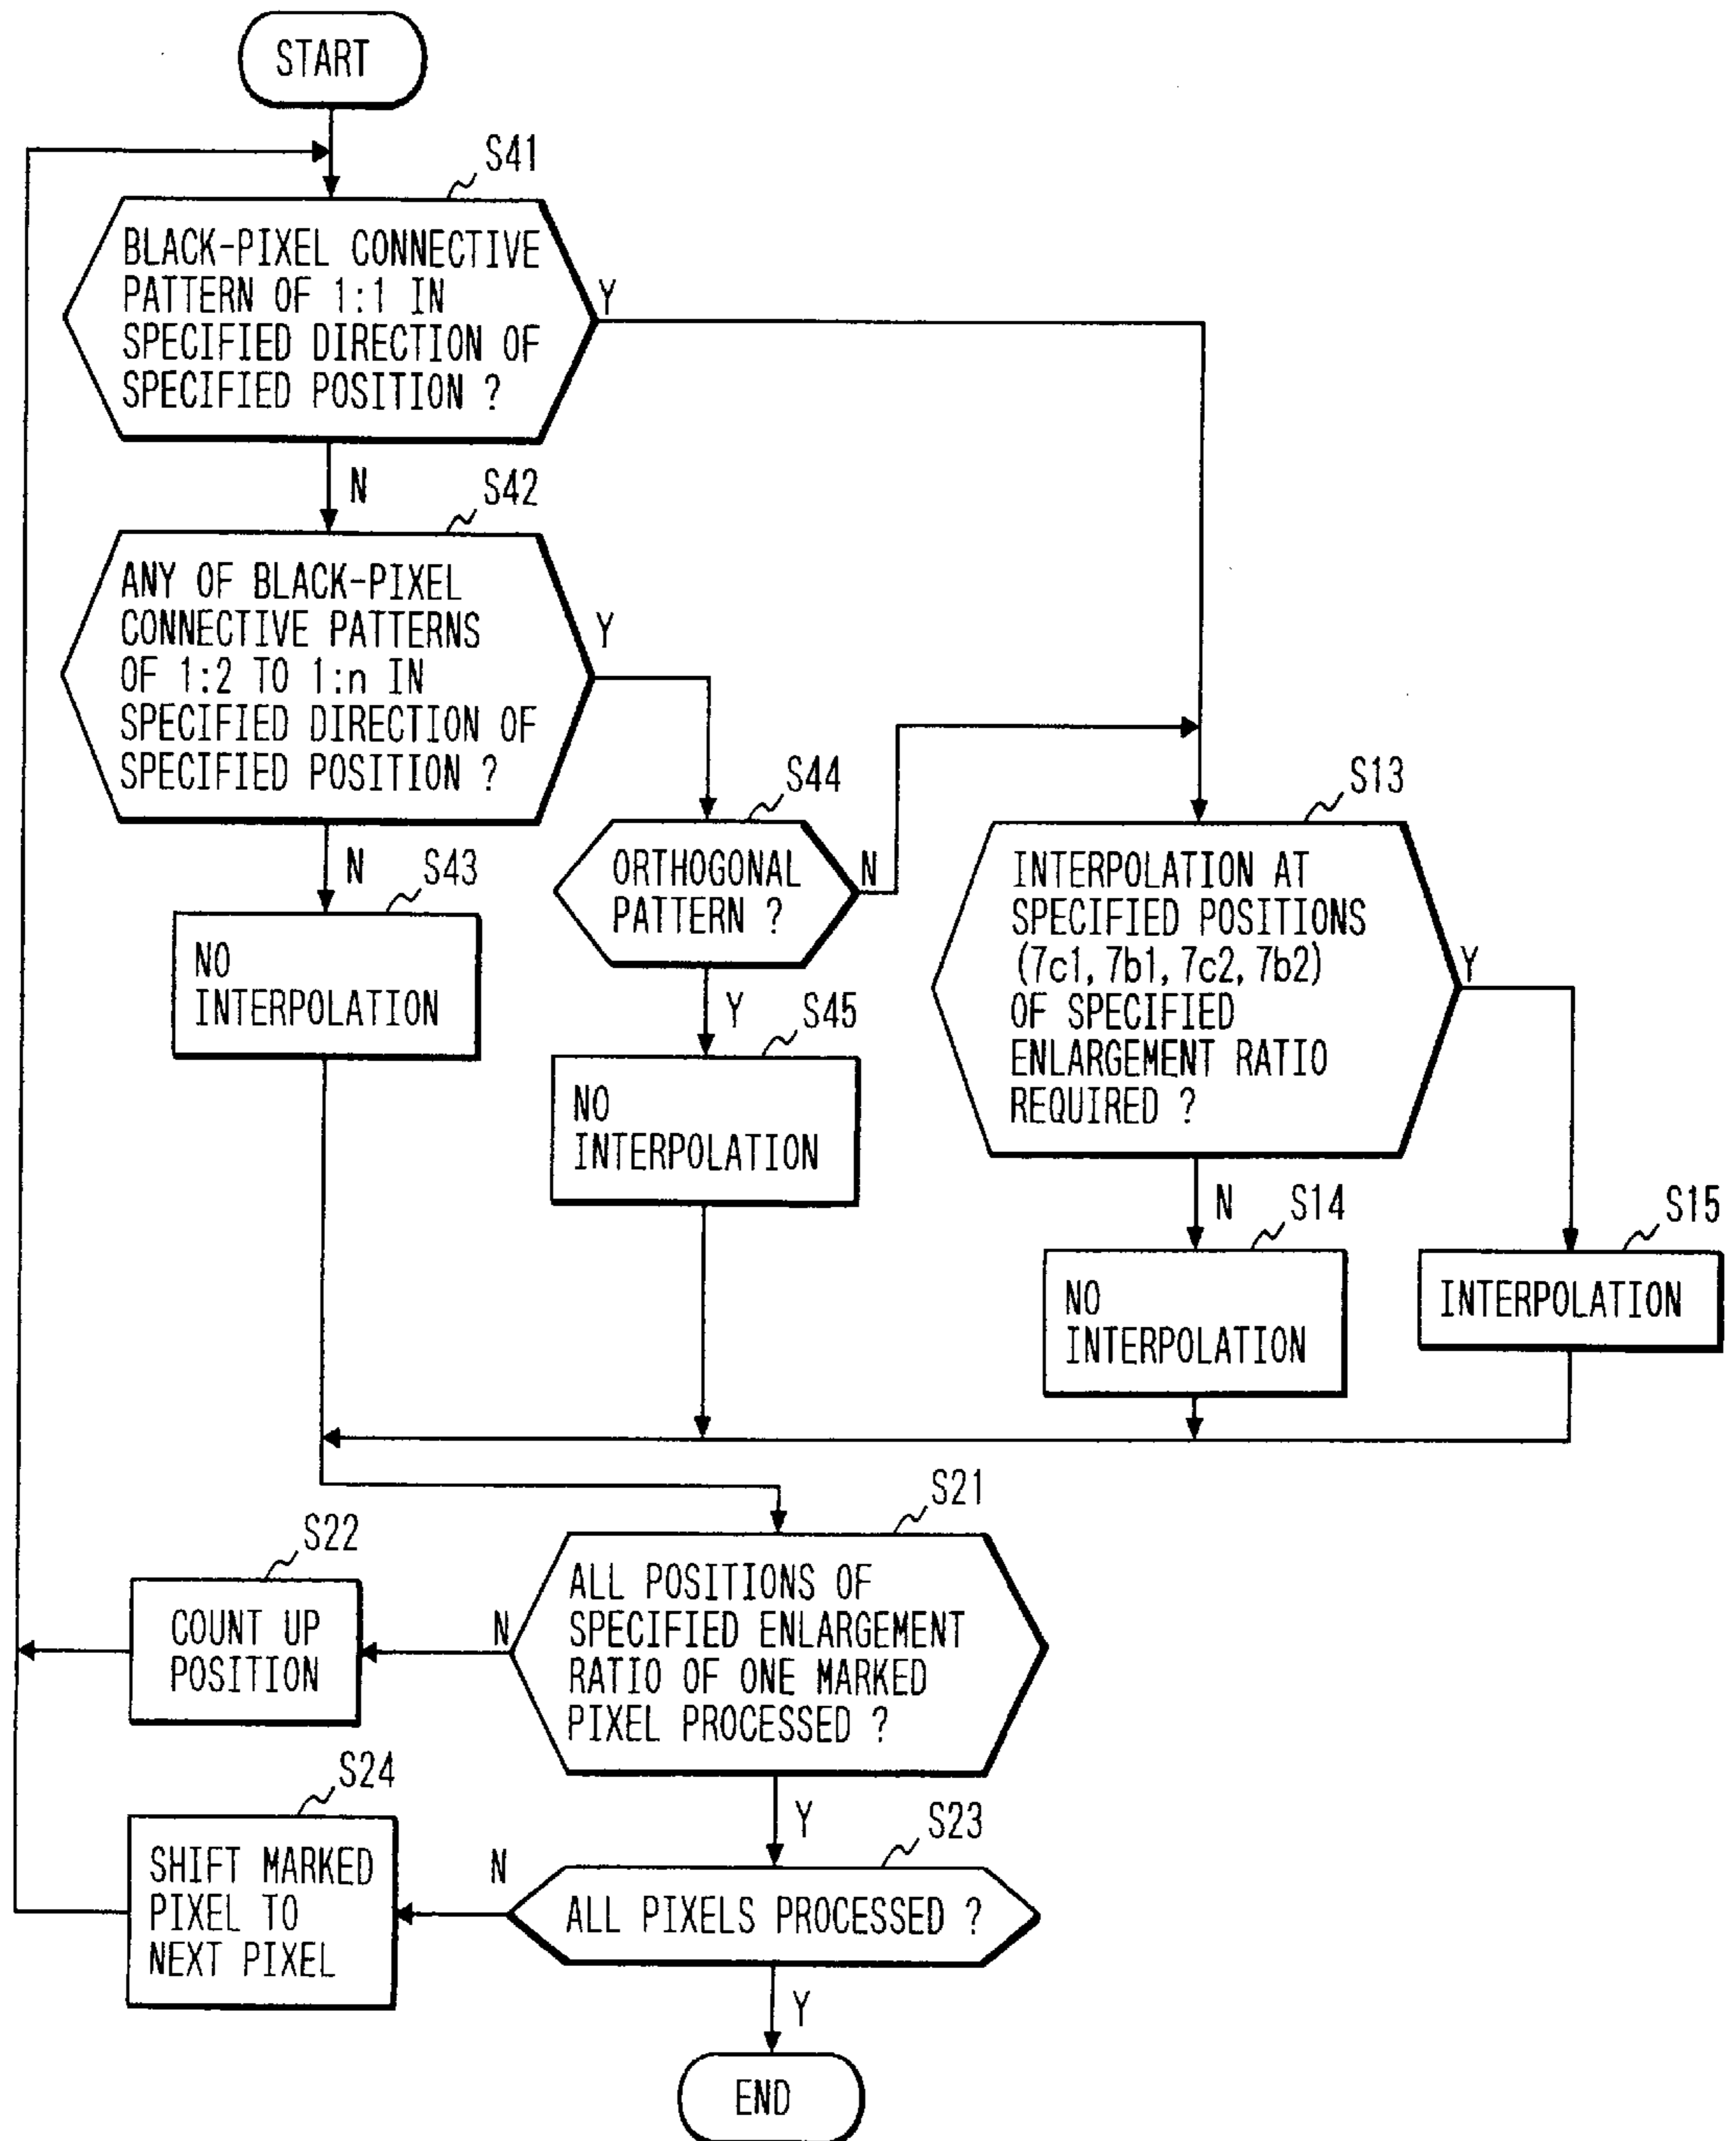 START
S41
BLACK-PIXEL CONNECTIVE
PATTERN OF 1:1 IN
SPECIFIED DIRECTION OF
SPECIFIED POSITION ?
Y
N
S42
ANY OF BLACK-PIXEL
CONNECTIVE PATTERNS
OF 1:2 TO 1:n IN
SPECIFIED DIRECTION OF
SPECIFIED POSITION ?
Y
N
S43
NO
INTERPOLATION
S44
ORTHOGONAL
PATTERN ?
N
Y
S45
NO
INTERPOLATION
S13
INTERPOLATION AT
SPECIFIED POSITIONS
(7c1, 7b1, 7c2, 7b2)
OF SPECIFIED
ENLARGEMENT RATIO
REQUIRED ?
Y
N
S14
NO
INTERPOLATION
S15
INTERPOLATION
S21
ALL POSITIONS OF
SPECIFIED ENLARGEMENT
RATIO OF ONE MARKED
PIXEL PROCESSED ?
N
S22
COUNT UP
POSITION
Y
S23
ALL PIXELS PROCESSED ?
N
S24
SHIFT MARKED
PIXEL TO
NEXT PIXEL
Y
END